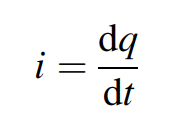 i = dq/dt